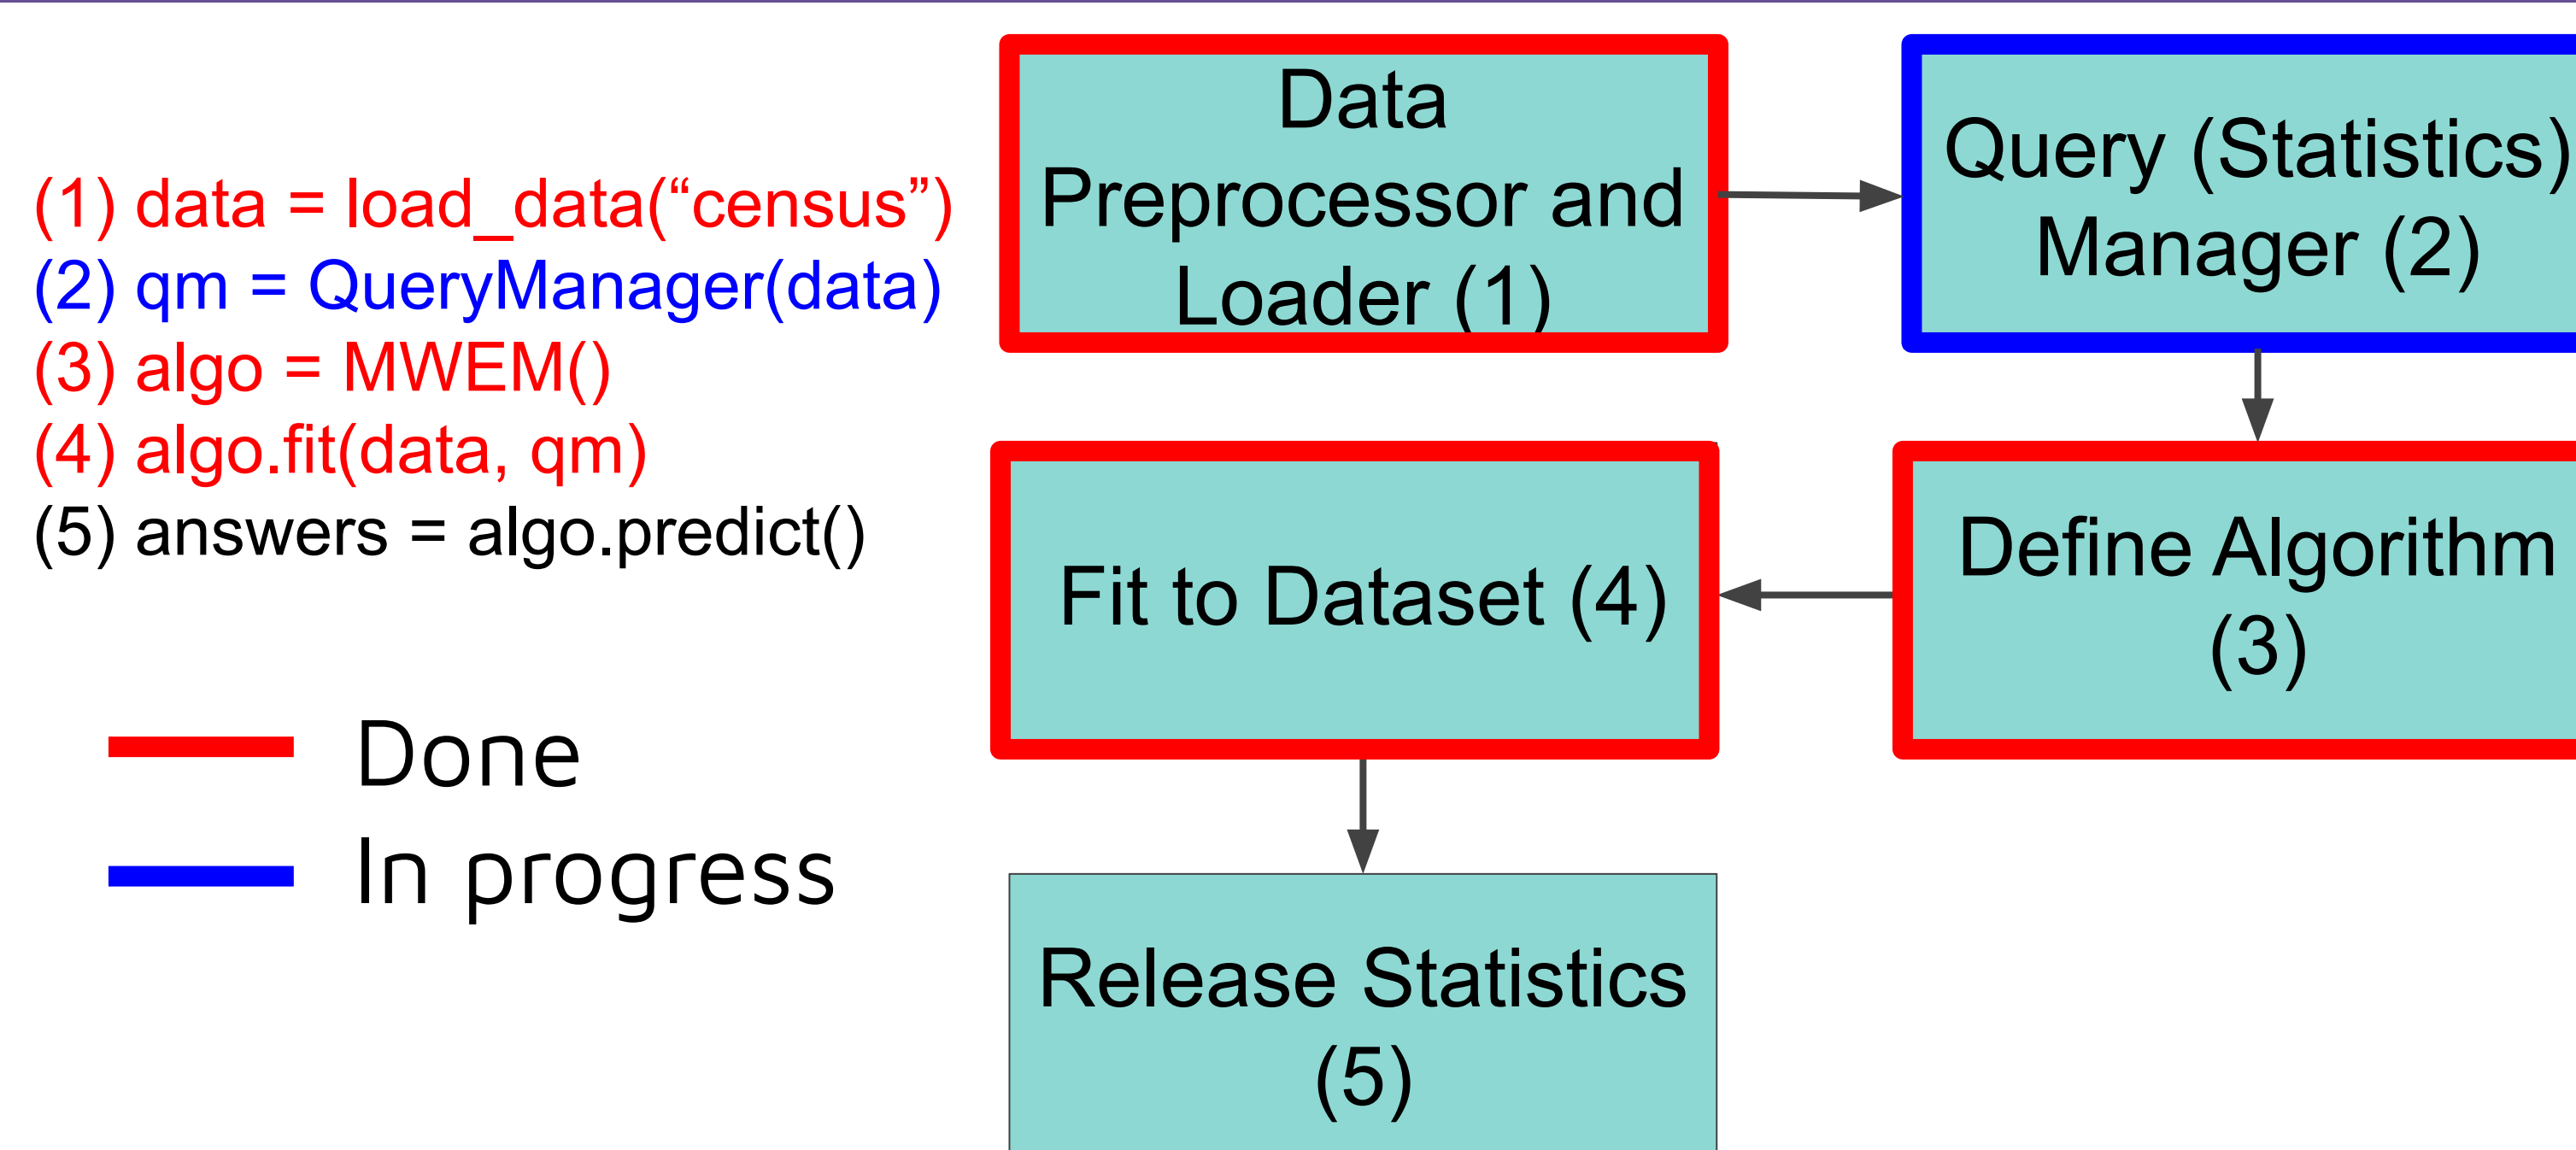 (1) data = load_data(“census”)
(2) qm = QueryManager(data)
(3) algo = MWEM()
(4) algo.fit(data, qm)
(5) answers = algo.predict()
Done
In progress
Data
Preprocessor and
Loader (1)
Query (Statistics)
Manager (2)
Define Algorithm
(3)
Fit to Dataset (4)
Release Statistics
(5)